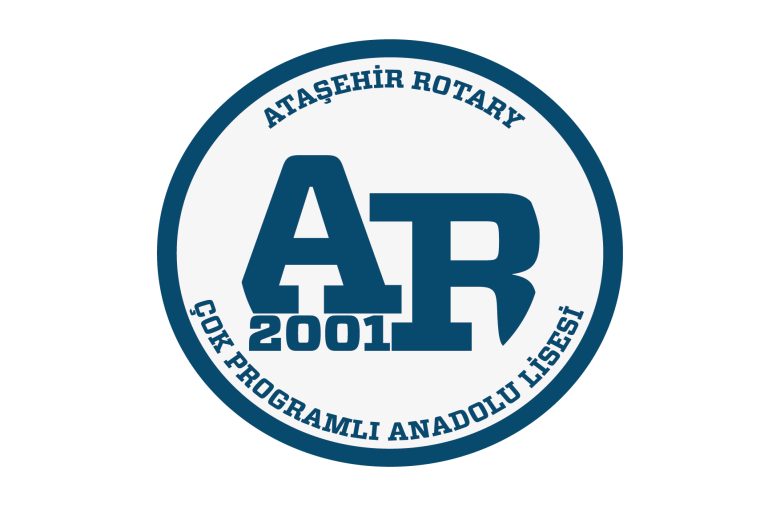 ATAŞEHİR ROTARY
AR
2001
ÇOK PROGRAMLI ANADOLU LİSESİ